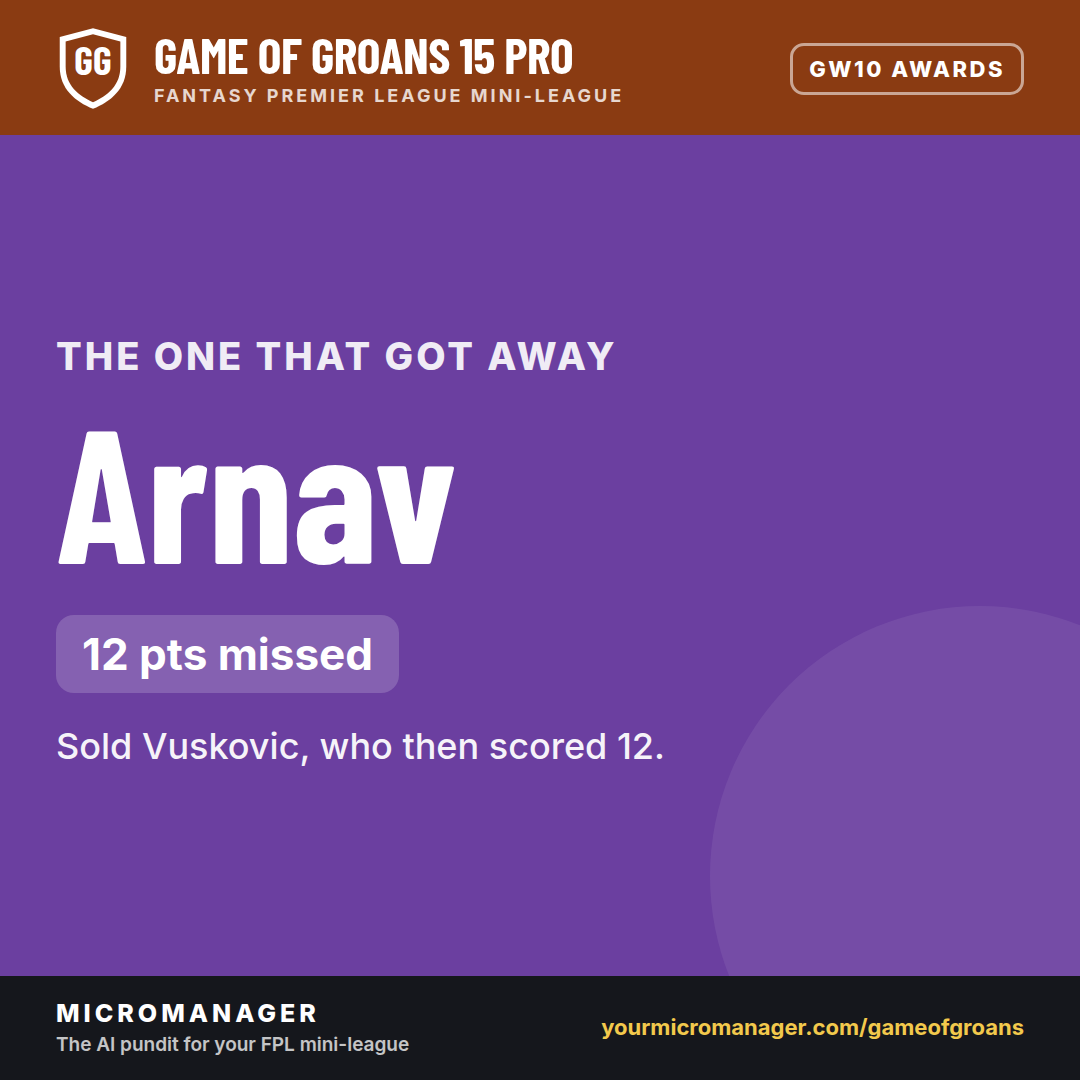 GG
GAME OF GROANS 15 PRO
FANTASY PREMIER LEAGUE MINI-LEAGUE
GW10 AWARDS
THE ONE THAT GOT AWAY
Arnav
12 pts missed
Sold Vuskovic, who then scored 12.
MICROMANAGER
The AI pundit for your FPL mini-league
yourmicromanager.com/gameofgroans